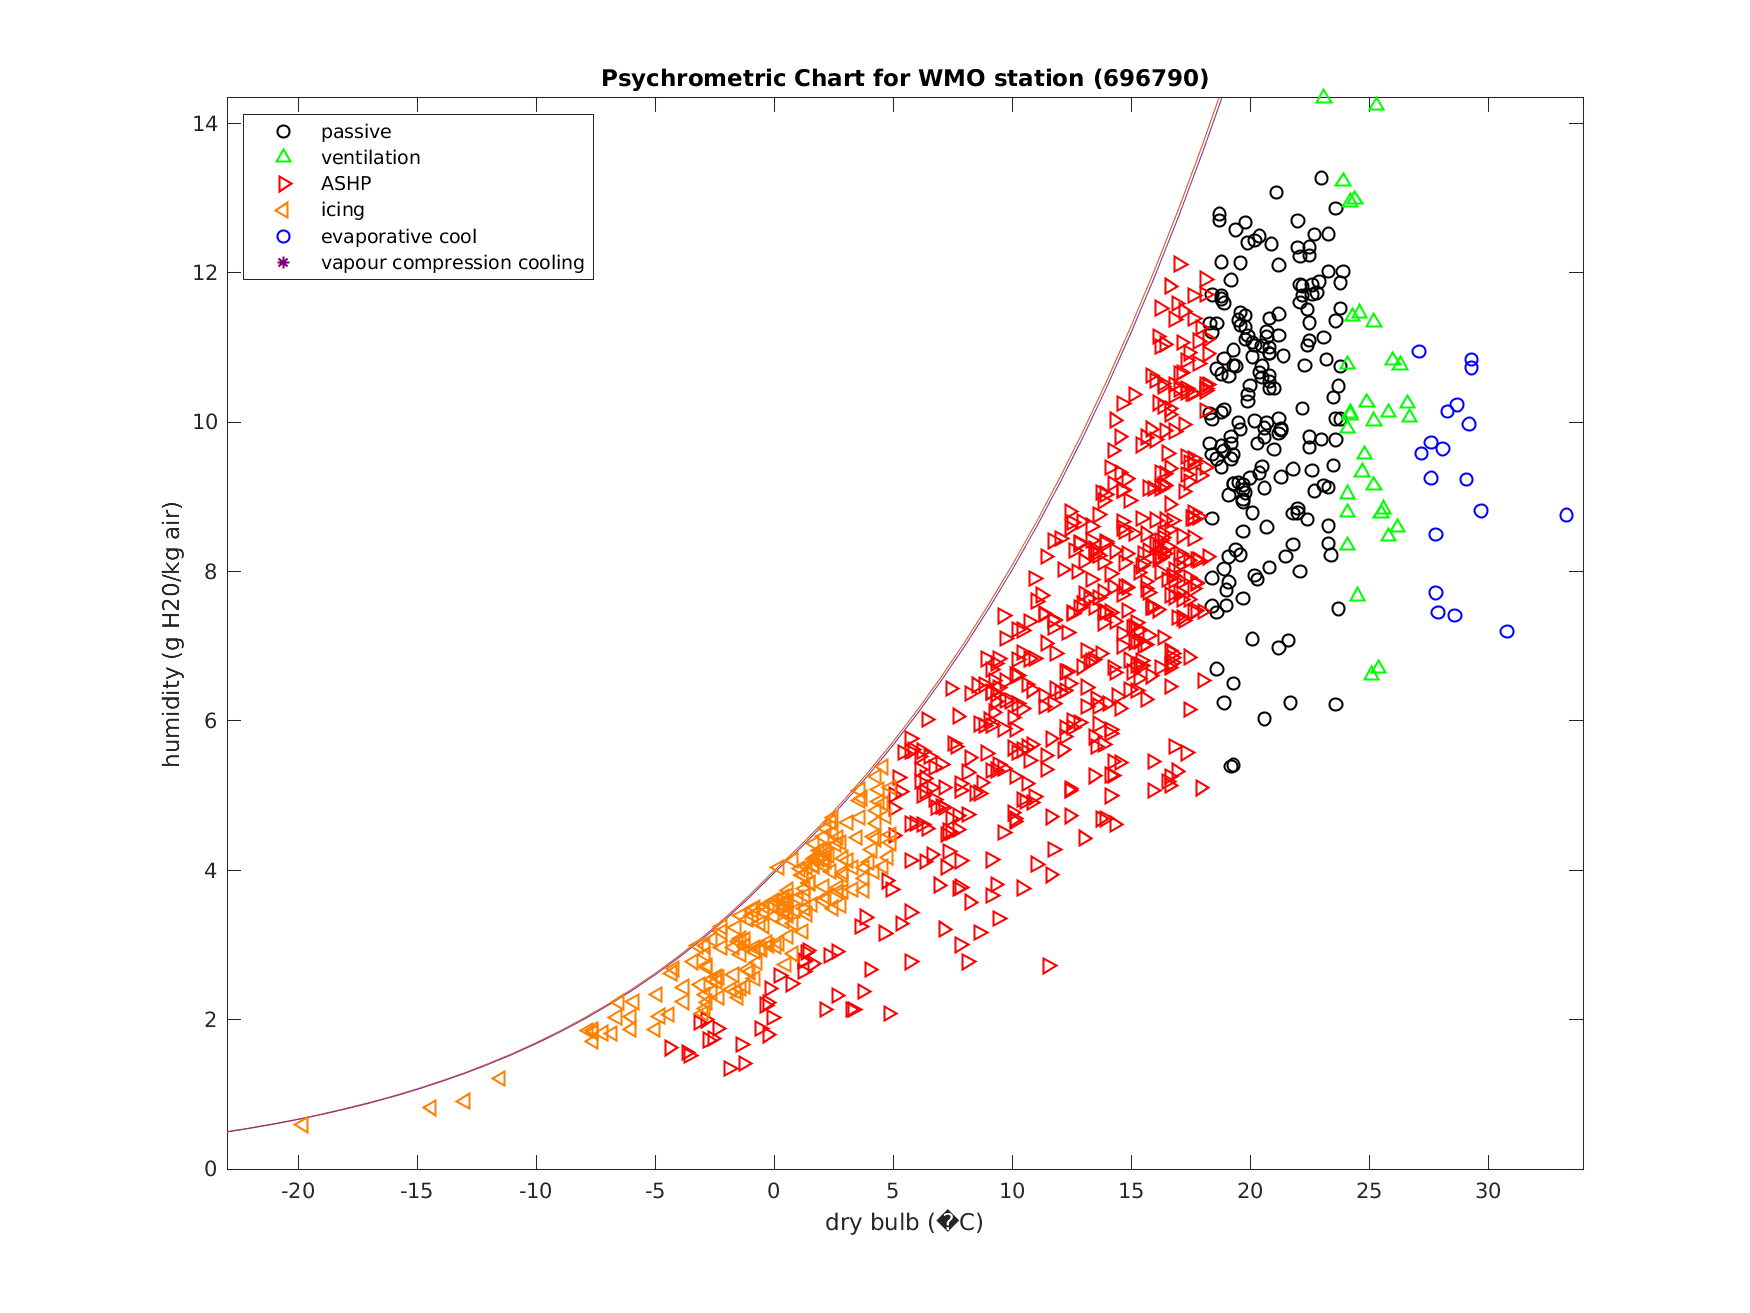 Psychrometric Chart for WMO station (696790)
passive
ventilation
ASHP
icing
evaporative cool
vapour compression cooling
humidity (g H20/kg air)
14
12
10
8
6
4
2
0
-20 -15 -10 -5 0 5 10 15 20 25 30
dry bulb (�C)